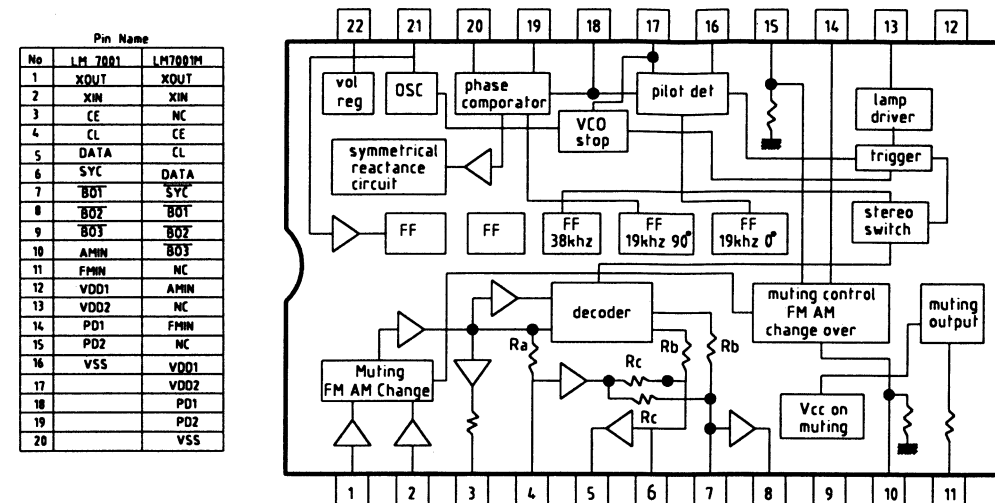 Pin Name
No LM 7001 LM7001M
1 XOUT XOUT
2 XIN XIN
3 CE NC
4 CL CE
5 DATA CL
6 SYC DATA
7 BO1 SYC
8 BO2 BO1
9 BO3 BO2
10 AMIN BO3
11 FMIN NC
12 VDD1 AMIN
13 VDD2 NC
14 PD1 FMIN
15 PD2 NC
16 VSS VDD1
17 VDD2
18 PD1
19 PD2
20 VSS
22 21 20 19 18 17 16 15 14 13 12
vol
reg
OSC
phase
comporator
VCO
stop
pilot det
lamp
driver
trigger
symmetrical
reactance
circuit
stereo
switch
FF
FF
FF
38khz
FF
19khz 90°
FF
19khz 0°
decoder
muting control
FM AM
change over
muting
output
Ra
Rb
Rb
Rc
Rc
Muting
FM AM Change
Vcc on
muting
1 2 3 4 5 6 7 8 9 10 11